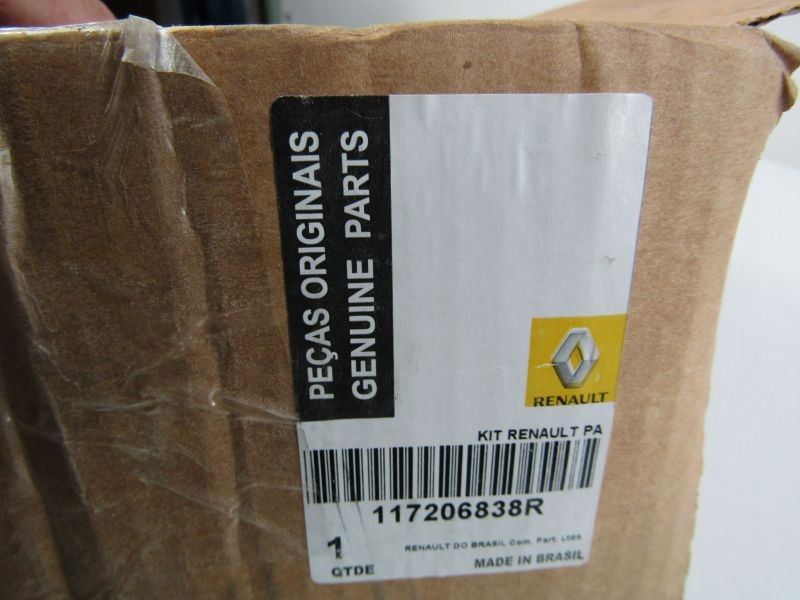 PEÇAS ORIGINAIS
GENUINE PARTS
RENAULT
KIT RENAULT PA
117206838R
1
QTDE
RENAULT DO BRASIL Com. Part. Ltda
MADE IN BRASIL